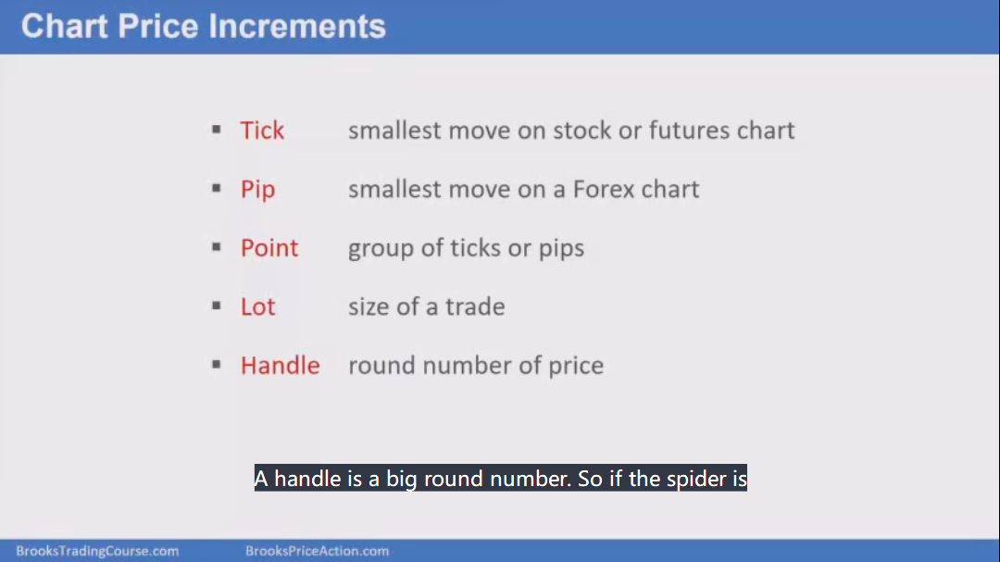 Chart Price Increments
▪ Tick smallest move on stock or futures chart
▪ Pip smallest move on a Forex chart
▪ Point group of ticks or pips
▪ Lot size of a trade
▪ Handle round number of price
A handle is a big round number. So if the spider is
BrooksTradingCourse.com BrooksPriceAction.com